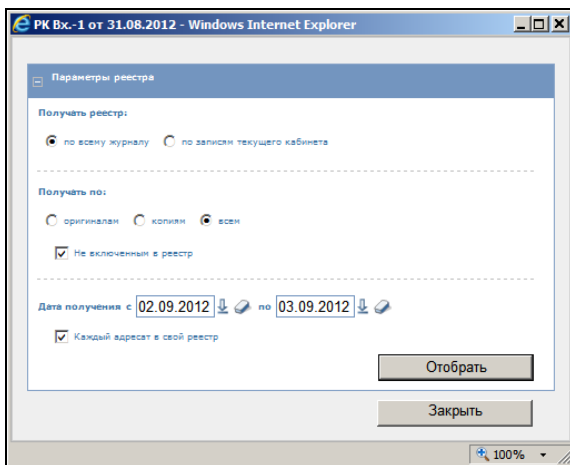 РК Вх.-1 от 31.08.2012 - Windows Internet Explorer
Параметры реестра
Получать реестр:
по всему журналу по записям текущего кабинета
Получать по:
оригиналам копиям всем
Не включенным в реестр
Дата получения с 02.09.2012 по 03.09.2012
Каждый адресат в свой реестр
Отобрать
Закрыть
100%